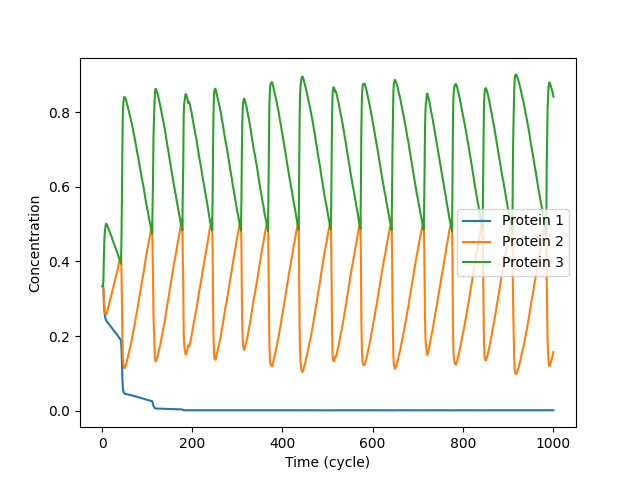 0.8
0.6
0.4
0.2
0.0
Concentration
Protein 1
Protein 2
Protein 3
0 200 400 600 800 1000
Time (cycle)